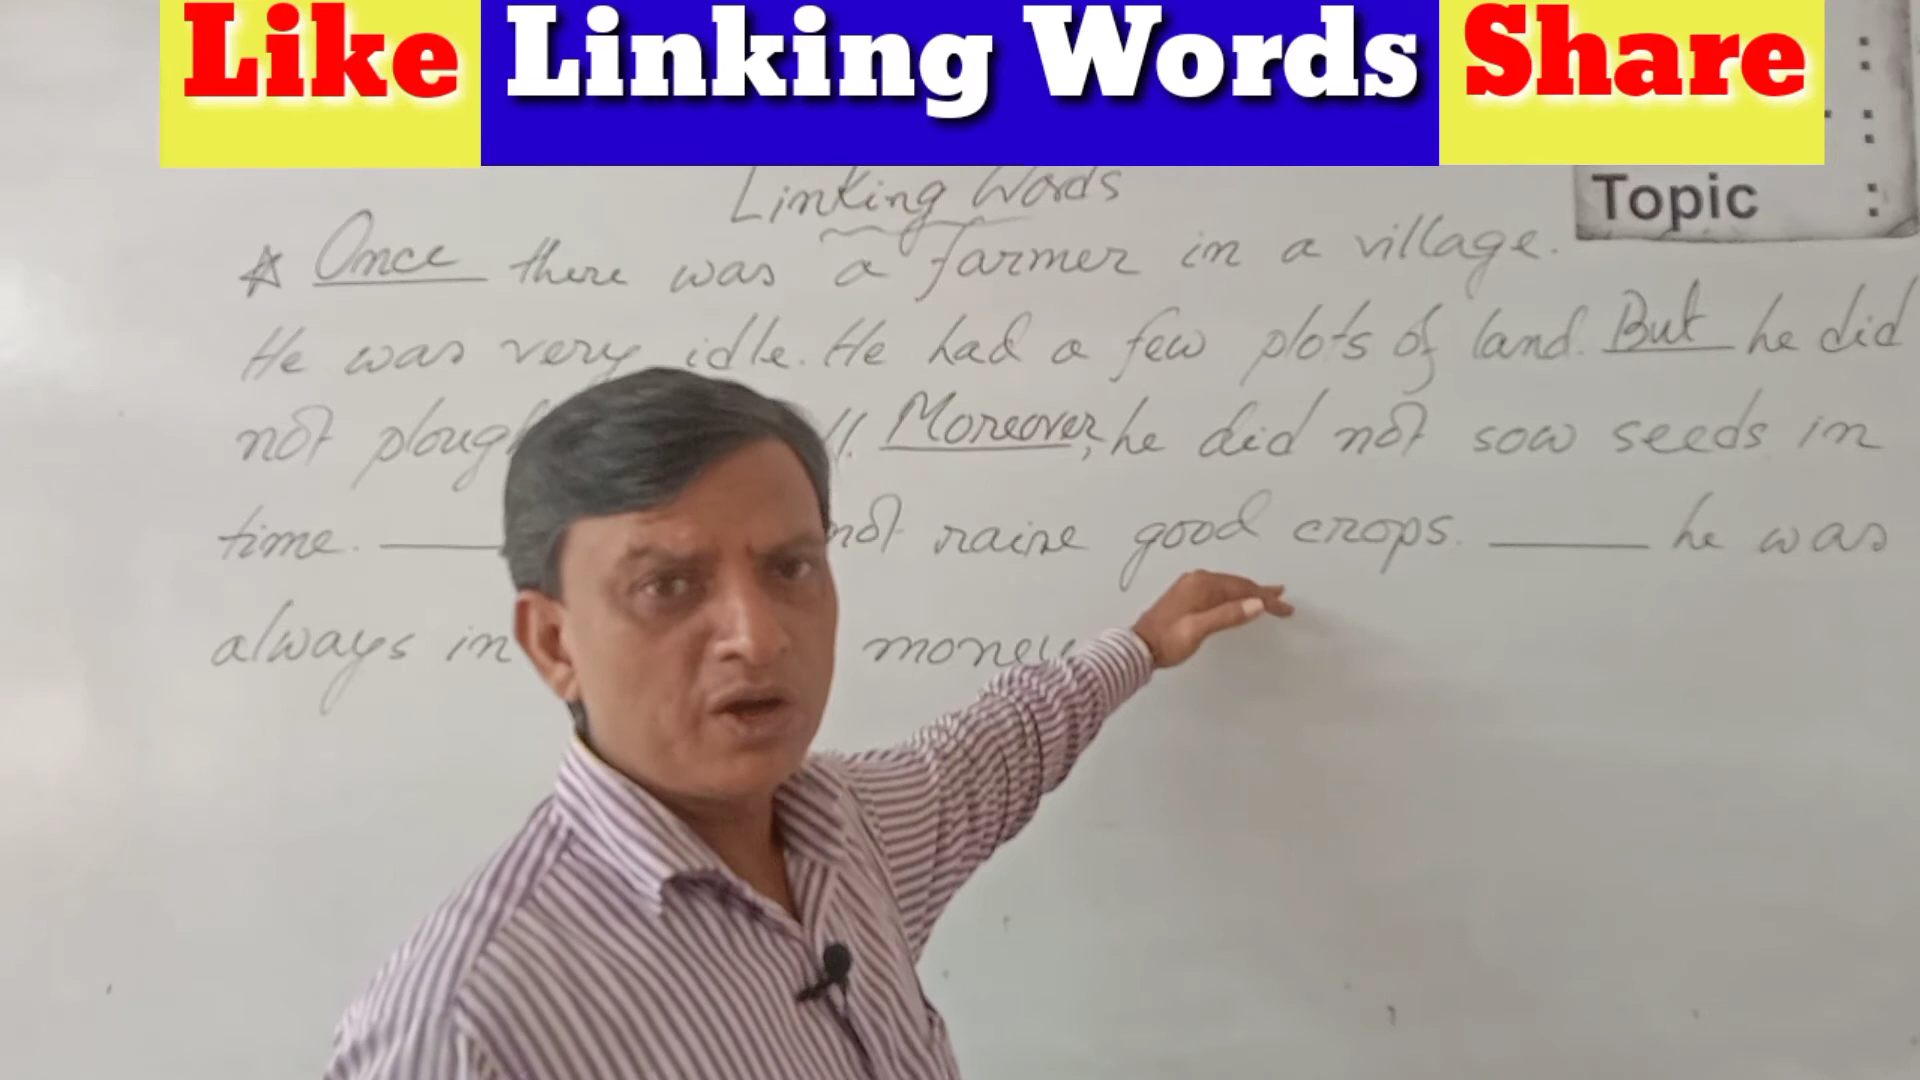 Like Linking Words Share
Topic :
Linking Words
Once there was a farmer in a village.
He was very idle. He had a few plots of land. But he did
not plough Moreover, he did not sow seeds in
time. ____ not raise good crops. ____ he was
always in money